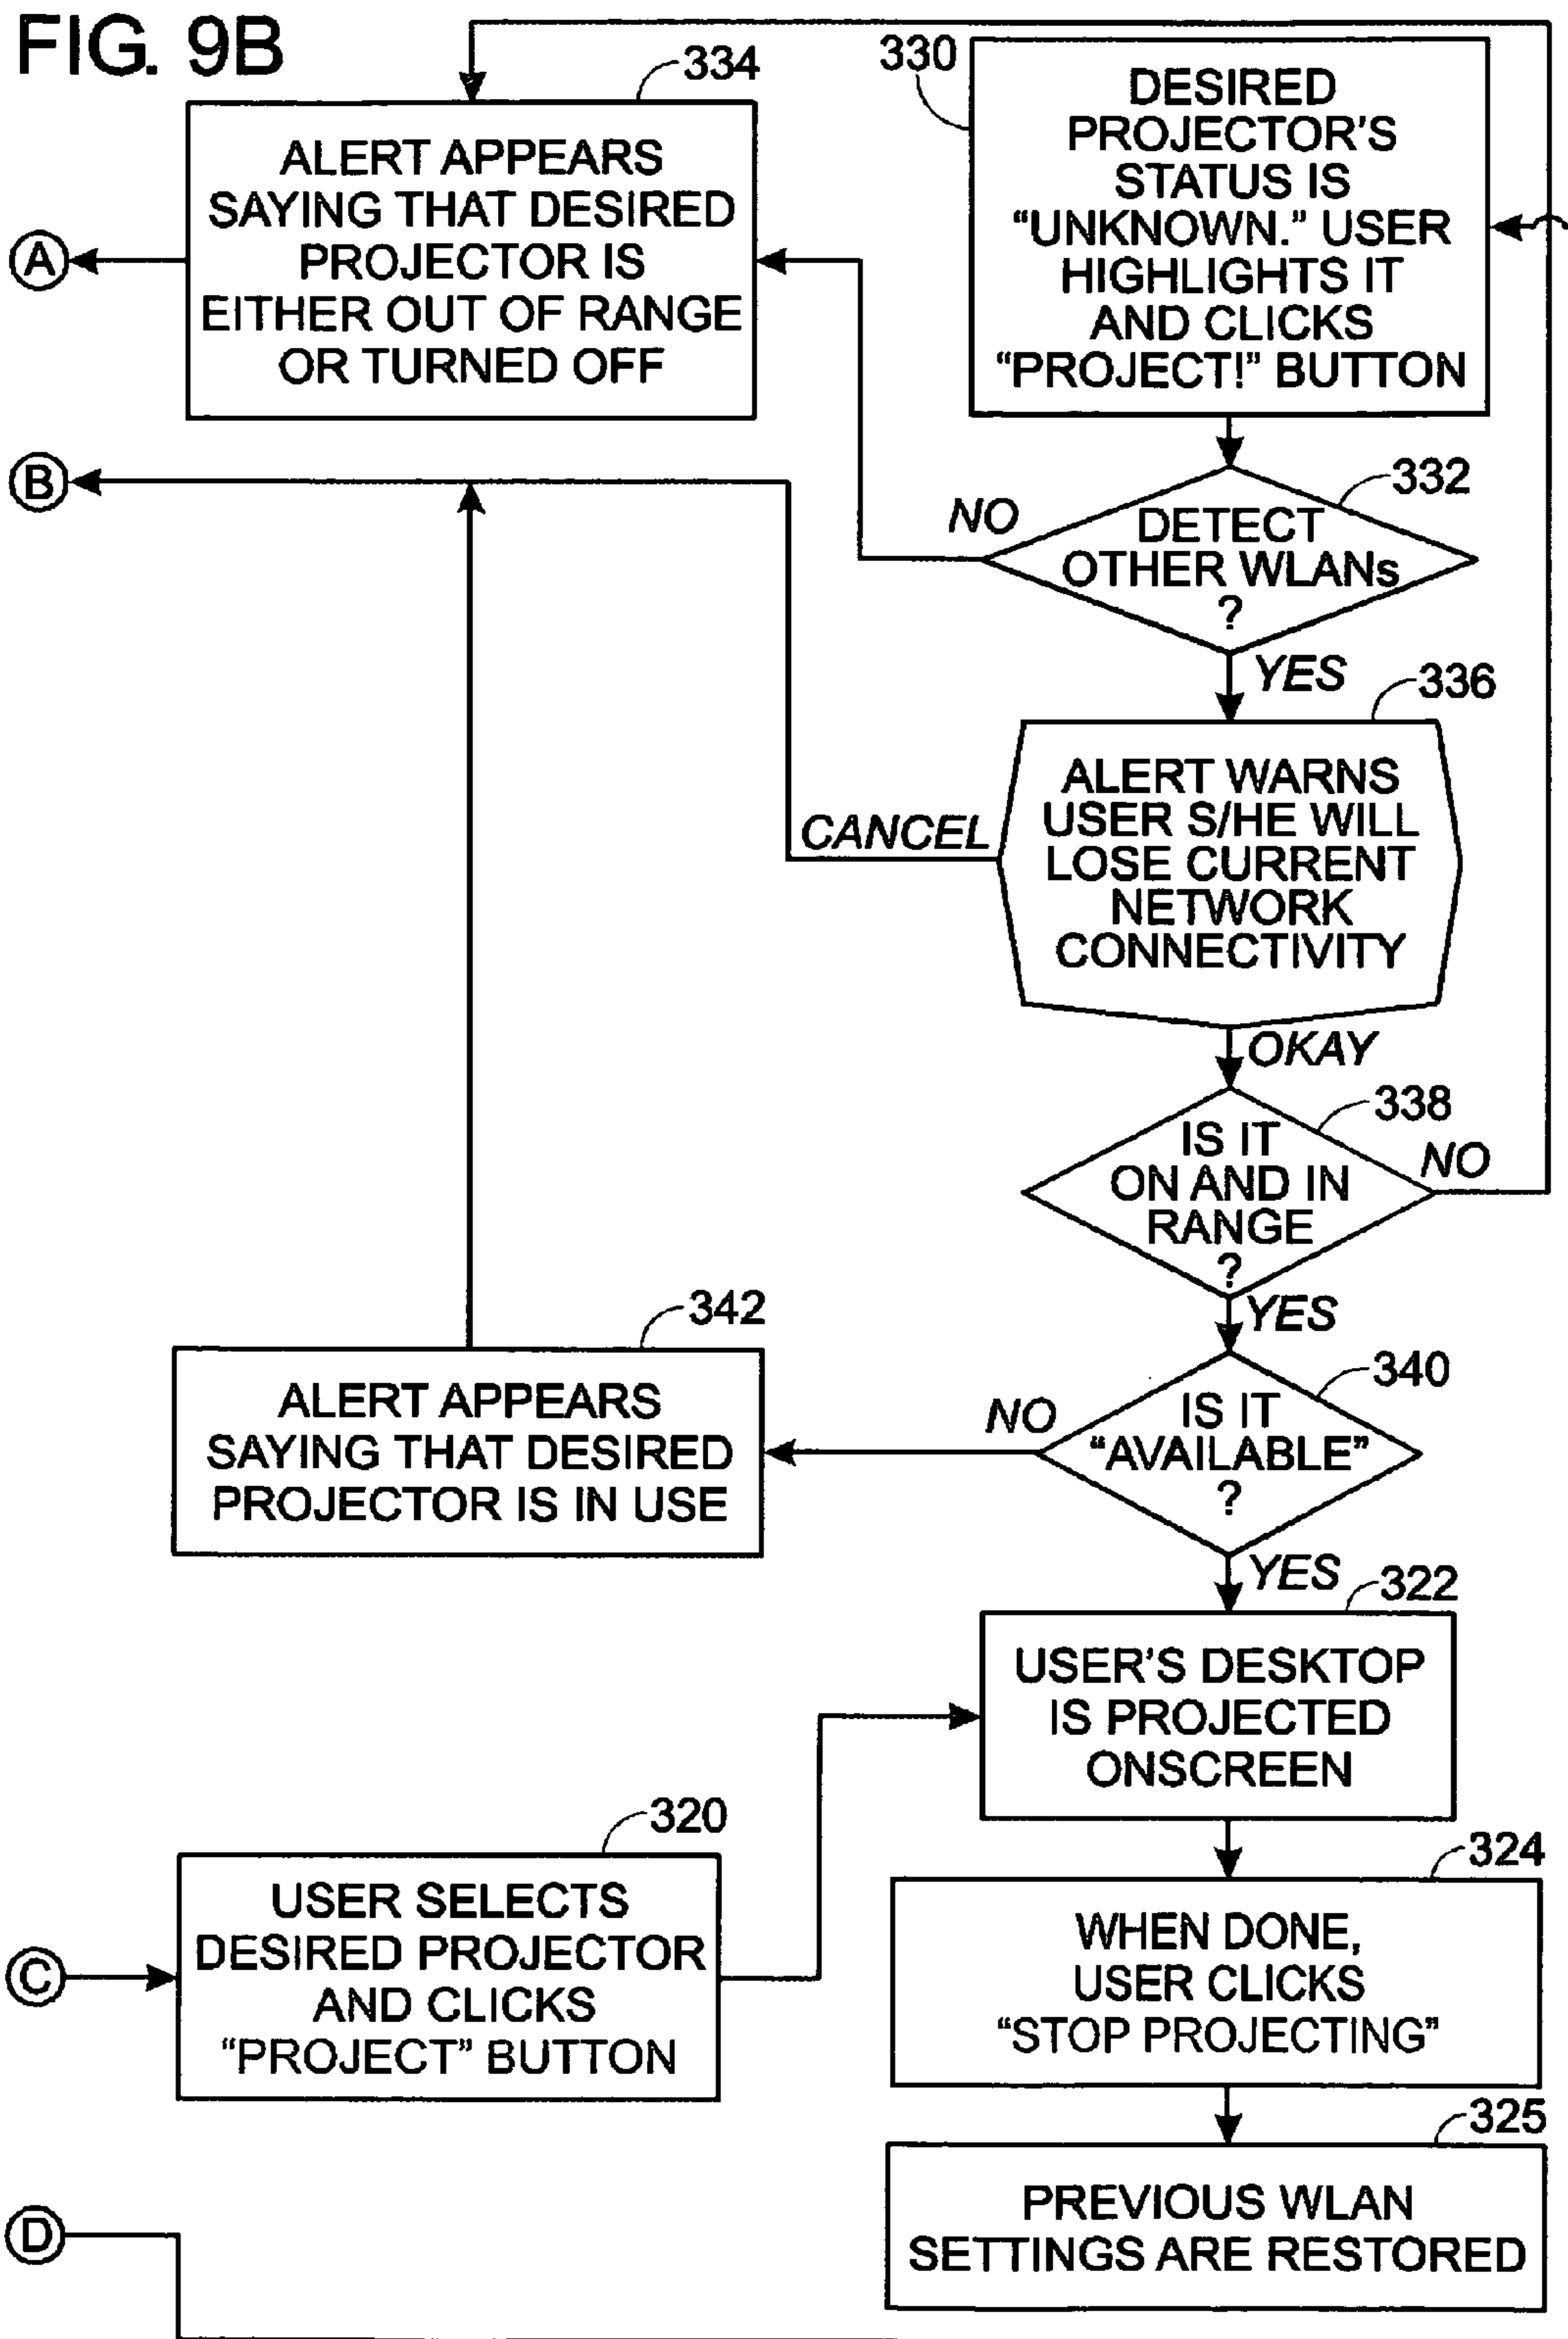 FIG. 9B
334
ALERT APPEARS
SAYING THAT DESIRED
PROJECTOR IS
EITHER OUT OF RANGE
OR TURNED OFF
A
330
DESIRED
PROJECTOR'S
STATUS IS
“UNKNOWN.” USER
HIGHLIGHTS IT
AND CLICKS
“PROJECT!” BUTTON
B
332
NO
DETECT
OTHER WLANs
?
YES
336
ALERT WARNS
USER S/HE WILL
LOSE CURRENT
NETWORK
CONNECTIVITY
CANCEL
OKAY
338
IS IT
ON AND IN
RANGE
?
NO
YES
342
ALERT APPEARS
SAYING THAT DESIRED
PROJECTOR IS IN USE
340
NO
IS IT
“AVAILABLE”
?
YES
322
USER'S DESKTOP
IS PROJECTED
ONSCREEN
320
USER SELECTS
DESIRED PROJECTOR
AND CLICKS
“PROJECT” BUTTON
C
324
WHEN DONE,
USER CLICKS
“STOP PROJECTING”
325
PREVIOUS WLAN
SETTINGS ARE RESTORED
D